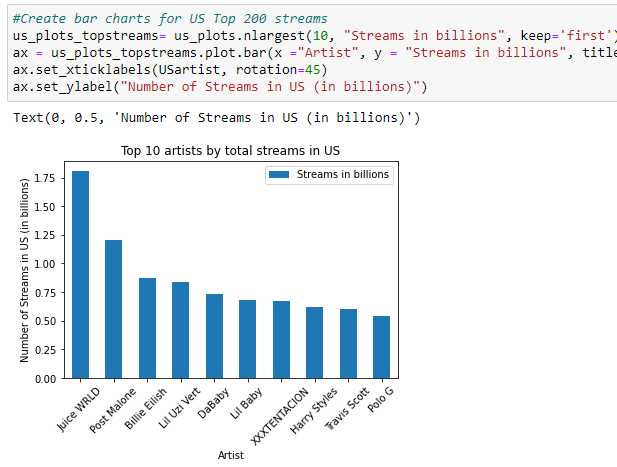 #Create bar charts for US Top 200 streams
us_plots_topstreams= us_plots.nlargest(10, "Streams in billions", keep='first')
ax = us_plots_topstreams.plot.bar(x ="Artist", y = "Streams in billions", title
ax.set_xticklabels(USartist, rotation=45)
ax.set_ylabel("Number of Streams in US (in billions)")
Text(0, 0.5, 'Number of Streams in US (in billions)')
Top 10 artists by total streams in US
Streams in billions
Number of Streams in US (in billions)
1.75
1.50
1.25
1.00
0.75
0.50
0.25
0.00
Juice WRLD
Post Malone
Billie Eilish
Lil Uzi Vert
DaBaby
Lil Baby
XXXTENTACION
Harry Styles
Travis Scott
Polo G
Artist